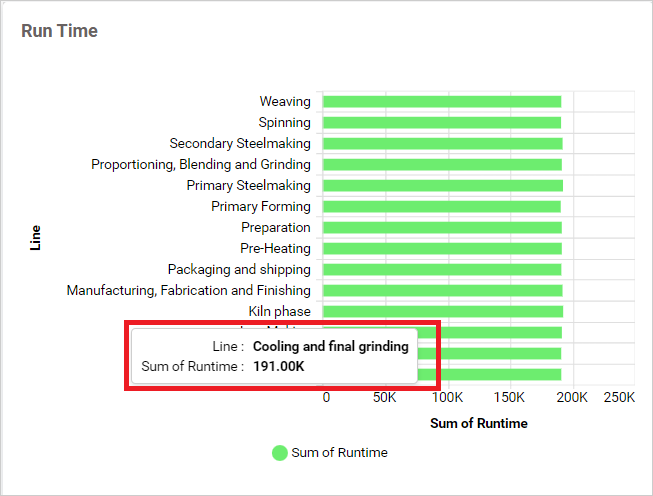 Run Time
Weaving
Spinning
Secondary Steelmaking
Proportioning, Blending and Grinding
Primary Steelmaking
Primary Forming
Preparation
Pre-Heating
Packaging and shipping
Manufacturing, Fabrication and Finishing
Kiln phase
Line : Cooling and final grinding
Sum of Runtime : 191.00K
Line
0 50K 100K 150K 200K 250K
Sum of Runtime
Sum of Runtime